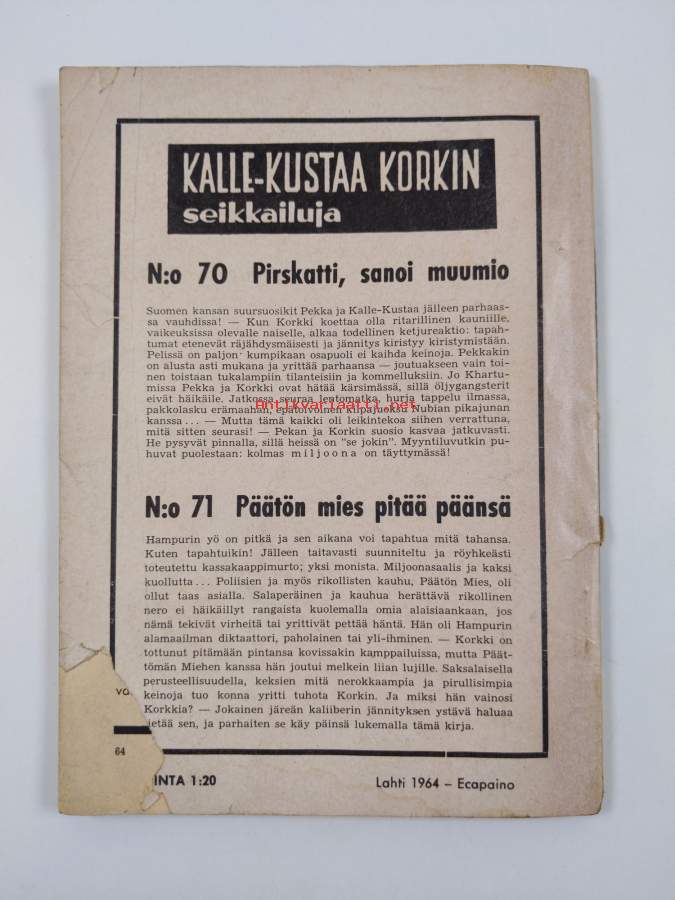 KALLE-KUSTAA KORKIN
seikkailuja
N:o 70 Pirskatti, sanoi muumio
Suomen kansan suursuosikit Pekka ja Kalle-Kustaa jälleen parhaas-
sa vauhdissa! — Kun Korkki koettaa olla ritarillinen kauniille,
vaikeuksissa olevalle naiselle, alkaa todellinen ketjureaktio: tapah-
tumat etenevät räjähdysmäisesti ja jännitys kiristyy kiristymistään.
Pelissä on paljon kumpikaan osapuoli ei kaihda keinoja. Pekkakin
on alusta asti mukana ja yrittää parhaansa — joutuakseen vain toi-
nen toistaan tukalampiin tilanteisiin ja kommelluksiin. Jo Khartu-
missa Pekka ja Korkki ovat hätää kärsimässä, sillä öljygangsterit
eivät häikäile. Jatkossa seuraa lentomatka, hurja tappelu ilmassa,
pakkolasku erämaahan, epätoivoinen kilpajuoksu Nubian pikajunan
antikvariaatti.net
kanssa... — Mutta tämä kaikki oli leikintekoa siihen verrattuna,
mitä sitten seurasi! — Pekan ja Korkin suosio kasvaa jatkuvasti.
He pysyvät pinnalla, sillä heissä on "se jokin". Myyntiluvutkin pu-
huvat puolestaan: kolmas miljoona on täyttymässä!
N:o 71 Päätön mies pitää päänsä
Hampurin yö on pitkä ja sen aikana voi tapahtua mitä tahansa.
Kuten tapahtuikin! Jälleen taitavasti suunniteltu ja röyhkeästi
toteutettu kassakaappimurto; yksi monista. Miljoonasaalis ja kaksi
kuollutta... Poliisien ja myös rikollisten kauhu, Päätön Mies, oli
ollut taas asialla. Salaperäinen ja kauhua herättävä rikollinen
nero ei häikäillyt rangaista kuolemalla omia alaisiaankaan, jos
nämä tekivät virheitä tai yrittivät pettää häntä. Hän oli Hampurin
alamaailman diktaattori, paholainen tai yli-ihminen. — Korkki on
tottunut pitämään pintansa kovissakin kamppailuissa, mutta Päät-
tömän Miehen kanssa hän joutui melkein liian lujille. Saksalaisella
perusteellisuudella, keksien mitä nerokkaampia ja pirullisimpia
keinoja tuo konna yritti tuhota Korkin. Ja miksi hän vainosi
Korkkia? — Jokainen järeän kaliiberin jännityksen ystävä haluaa
ietää sen, ja parhaiten se käy päinsä lukemalla tämä kirja.
va
64
INTA 1:20
Lahti 1964 – Ecapaino